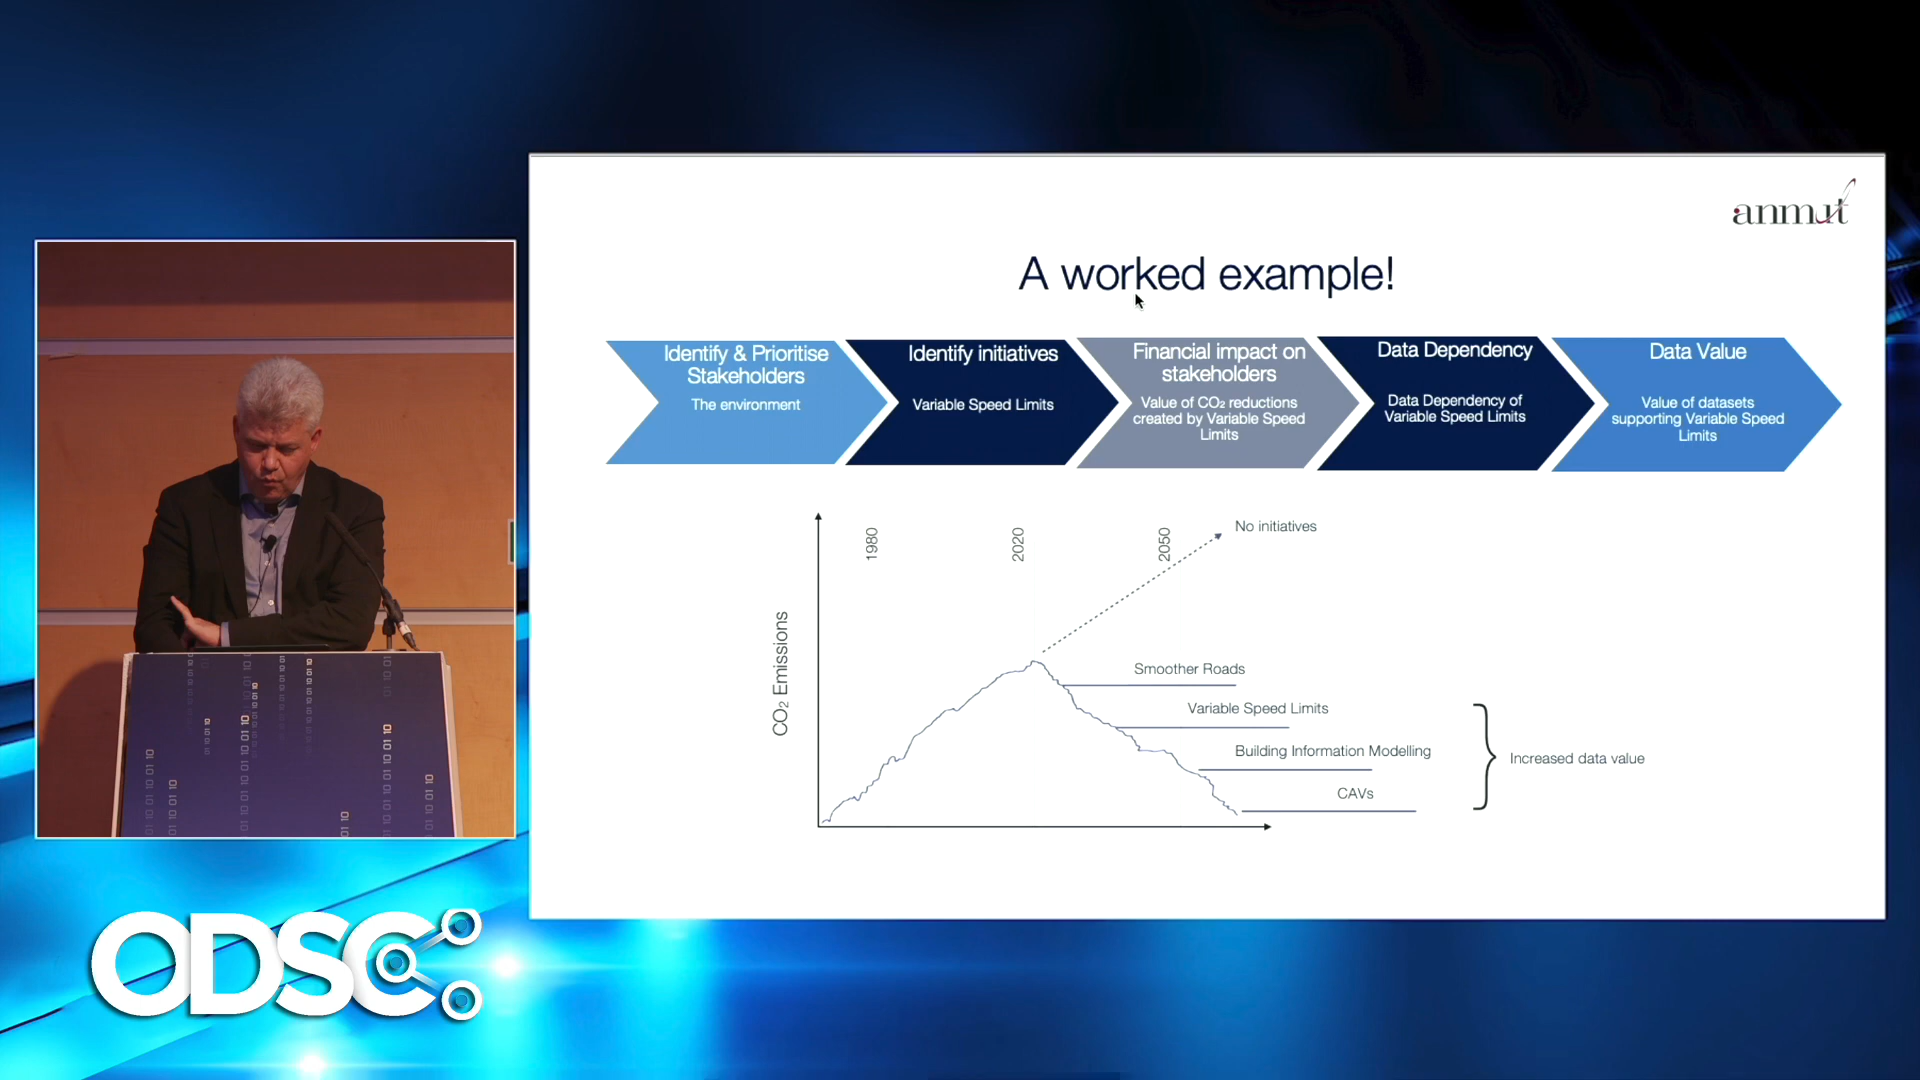 anmut
A worked example!
Identify & Prioritise
Stakeholders
The environment
Identify initiatives
Variable Speed Limits
Financial impact on
stakeholders
Value of CO₂ reductions
created by Variable Speed
Limits
Data Dependency
Data Dependency of
Variable Speed Limits
Data Value
Value of datasets
supporting Variable Speed
Limits
1980
2020
2050
No initiatives
CO₂ Emissions
Smoother Roads
Variable Speed Limits
Building Information Modelling
CAVs
Increased data value
ODSC